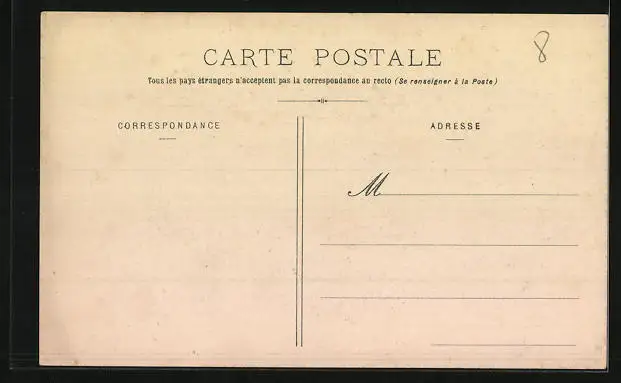 8
CARTE POSTALE
Tous les pays étrangers n'acceptent pas la correspondance au recto (Se renseigner à la Poste)
CORRESPONDANCE
ADRESSE
M